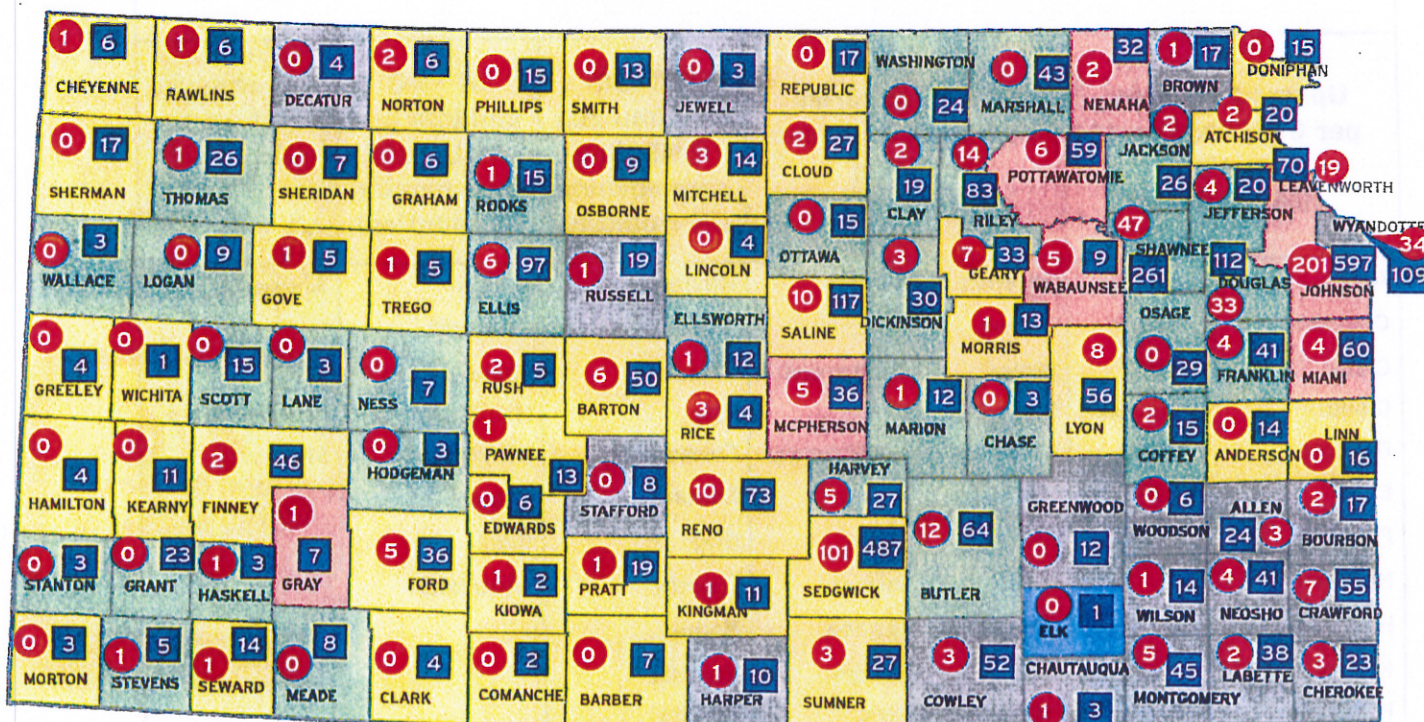 1 6
CHEYENNE
1 6
RAWLINS
0 4
DECATUR
2 6
NORTON
0 15
PHILLIPS
0 13
SMITH
0 3
JEWELL
0 17
REPUBLIC
WASHINGTON
0 24
0 43
MARSHALL
32
2
NEMAHA
1 17
BROWN
0 15
DONIPHAN
0 17
SHERMAN
1 26
THOMAS
0 7
SHERIDAN
0 6
GRAHAM
1 15
ROOKS
0 9
OSBORNE
3 14
MITCHELL
2 27
CLOUD
2
19
CLAY
14
83
RILEY
6 59
POTTAWATOMIE
2
JACKSON
26
2 20
ATCHISON
4 20
JEFFERSON
70 19
LEAVENWORTH
WYANDOTTE
34
109
0 3
WALLACE
0 9
LOGAN
1 5
GOVE
1 5
TREGO
6 97
ELLIS
1 19
RUSSELL
0 4
LINCOLN
0 15
OTTAWA
3
30
DICKINSON
7 33
GEARY
5 9
WABAUNSEE
47
SHAWNEE
261
112
DOUGLAS
33
201 597
JOHNSON
10 117
SALINE
ELLSWORTH
1 12
1 13
MORRIS
OSAGE
0
29
4 41
FRANKLIN
4 60
MIAMI
0
4
GREELEY
0
1
WICHITA
0
15
SCOTT
0
3
LANE
0
7
NESS
2 5
RUSH
6 50
BARTON
3 4
RICE
5 36
MCPHERSON
1 12
MARION
0 3
CHASE
8
56
LYON
2 15
COFFEY
0 14
ANDERSON
LINN
0 16
0
4
HAMILTON
0
11
KEARNY
2 46
FINNEY
0 3
HODGEMAN
1
PAWNEE
13
0 8
STAFFORD
0 6
EDWARDS
10 73
RENO
HARVEY
5 27
12 64
BUTLER
GREENWOOD
0 12
0 6
WOODSON
ALLEN
24 3
2 17
BOURBON
0 3
STANTON
0 23
GRANT
1 3
HASKELL
1
7
GRAY
5 36
FORD
1 2
KIOWA
1 19
PRATT
1 11
KINGMAN
101 487
SEDGWICK
0 1
ELK
1 14
WILSON
4 41
NEOSHO
7 55
CRAWFORD
0 3
MORTON
1 5
STEVENS
1 14
SEWARD
0 8
MEADE
0 4
CLARK
0 2
COMANCHE
0 7
BARBER
1 10
HARPER
3 27
SUMNER
3 52
COWLEY
CHAUTAUQUA
1 3
5 45
MONTGOMERY
2 38
LABETTE
3 23
CHEROKEE